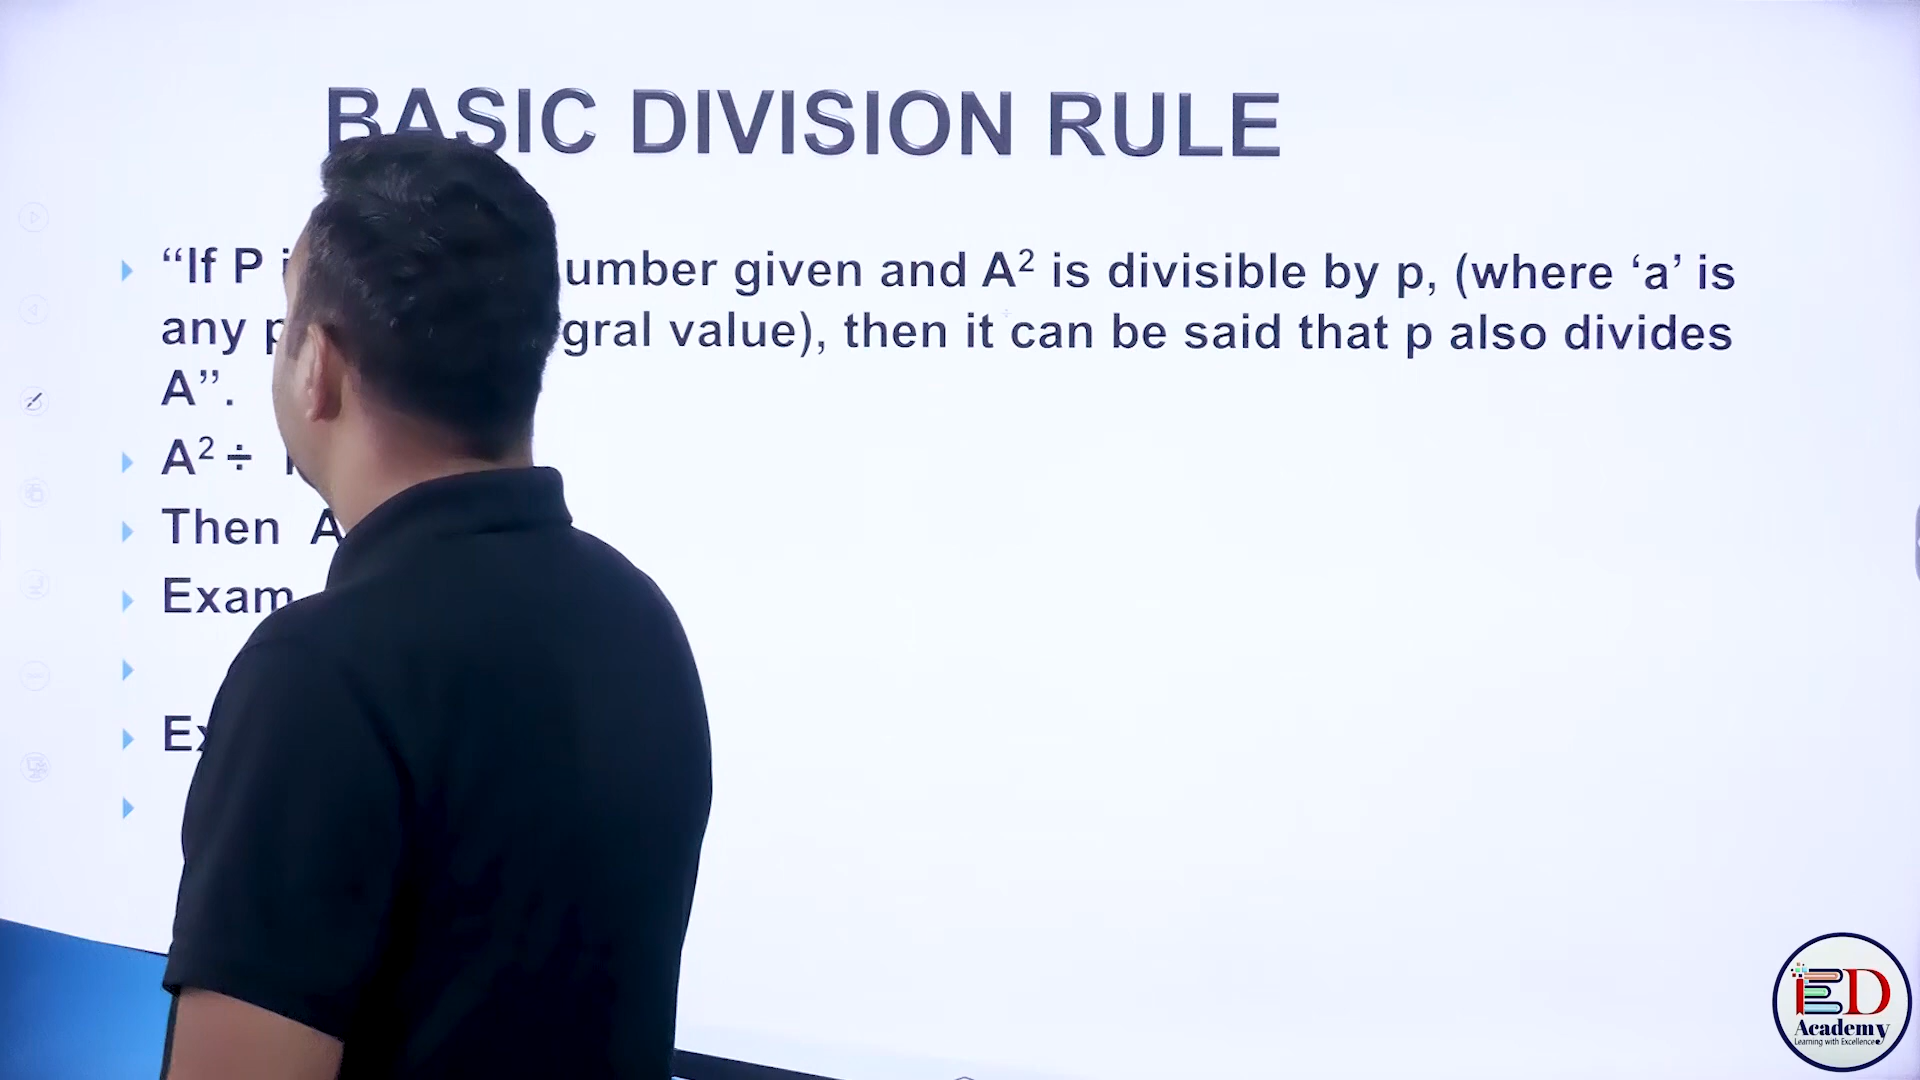 BASIC DIVISION RULE
“If P umber given and A² is divisible by p, (where ‘a’ is
any gral value), then it can be said that p also divides
A”.
A² ÷
Then A
Exam
Ex
ED
Academy
Learning with Excellence